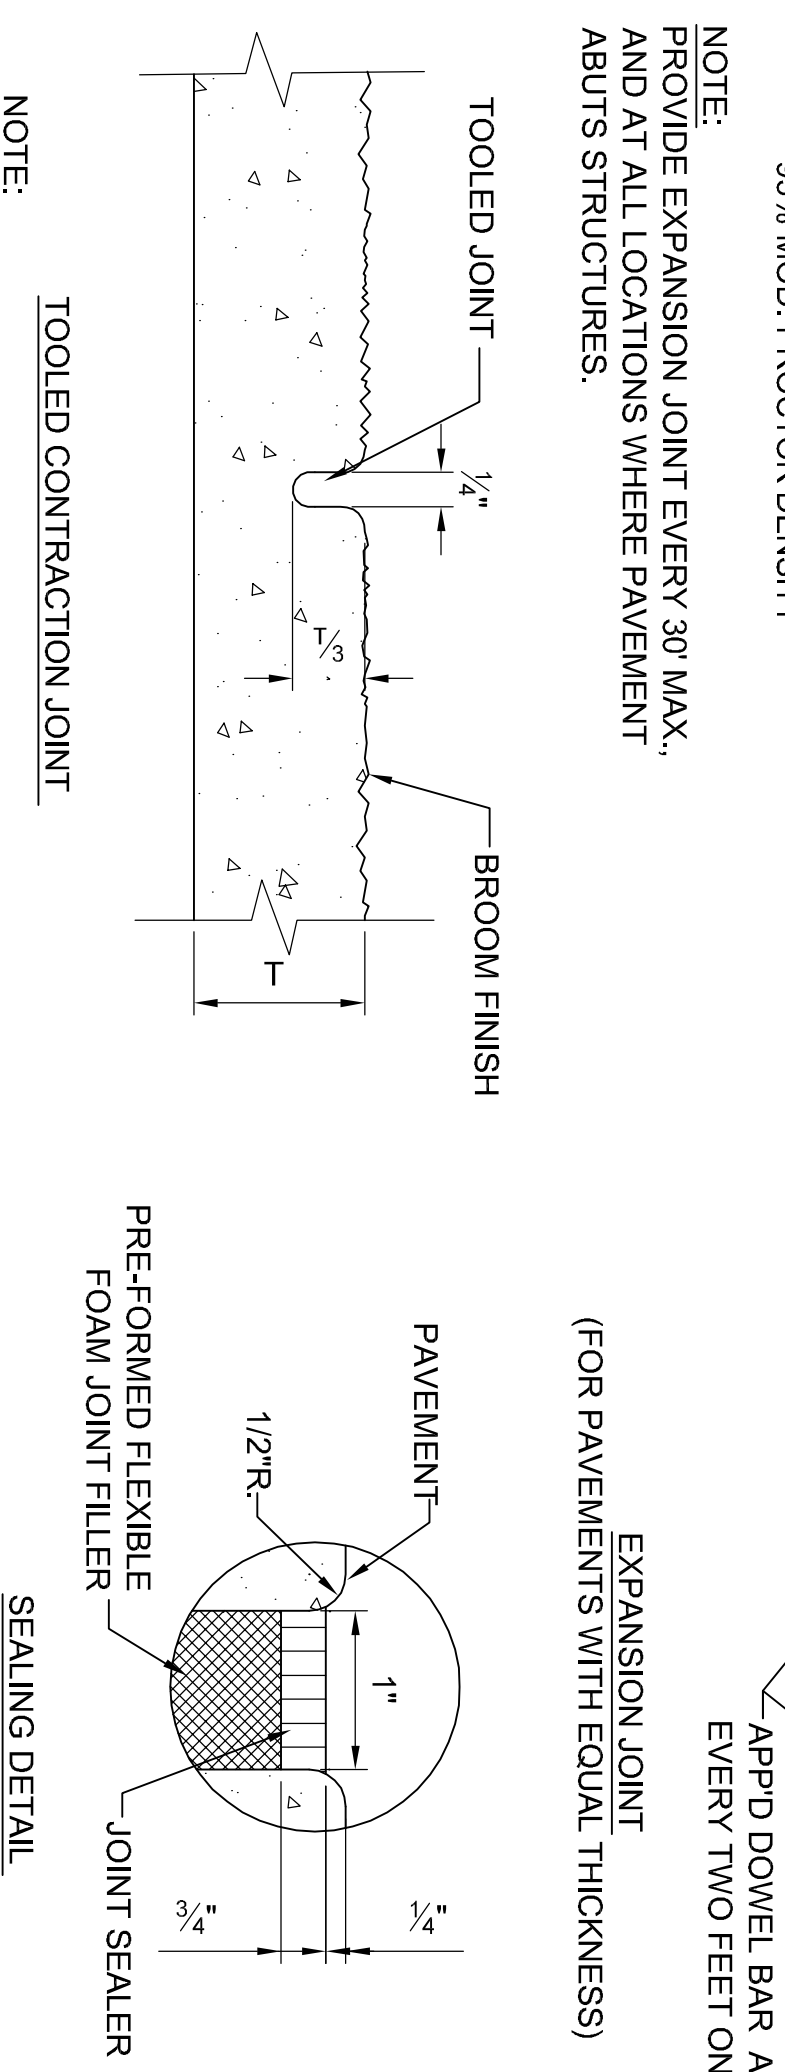 95% MOD. PROCTOR DENSITY
NOTE:
PROVIDE EXPANSION JOINT EVERY 30' MAX.,
AND AT ALL LOCATIONS WHERE PAVEMENT
ABUTS STRUCTURES.
TOOLED JOINT
1/4"
T/3
BROOM FINISH
T
TOOLED CONTRACTION JOINT
NOTE:
APP'D DOWEL BAR A
EVERY TWO FEET ON
EXPANSION JOINT
(FOR PAVEMENTS WITH EQUAL THICKNESS)
PAVEMENT
1/2"R.
1"
1/4"
3/4"
PRE-FORMED FLEXIBLE
FOAM JOINT FILLER
JOINT SEALER
SEALING DETAIL